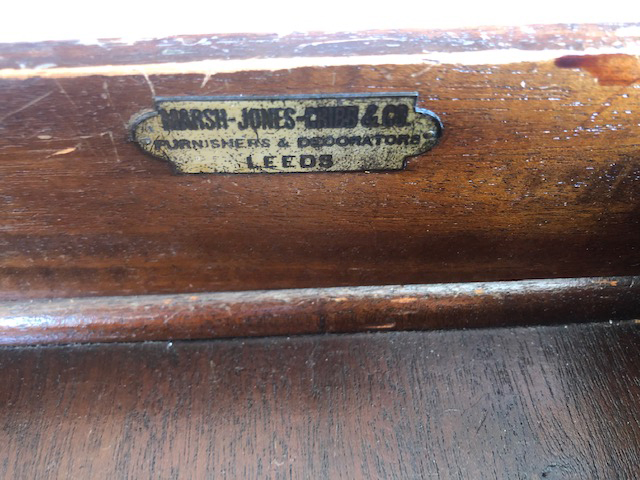 MARSH-JONES-CRIBB & CO.
FURNISHERS & DECORATORS
LEEDS